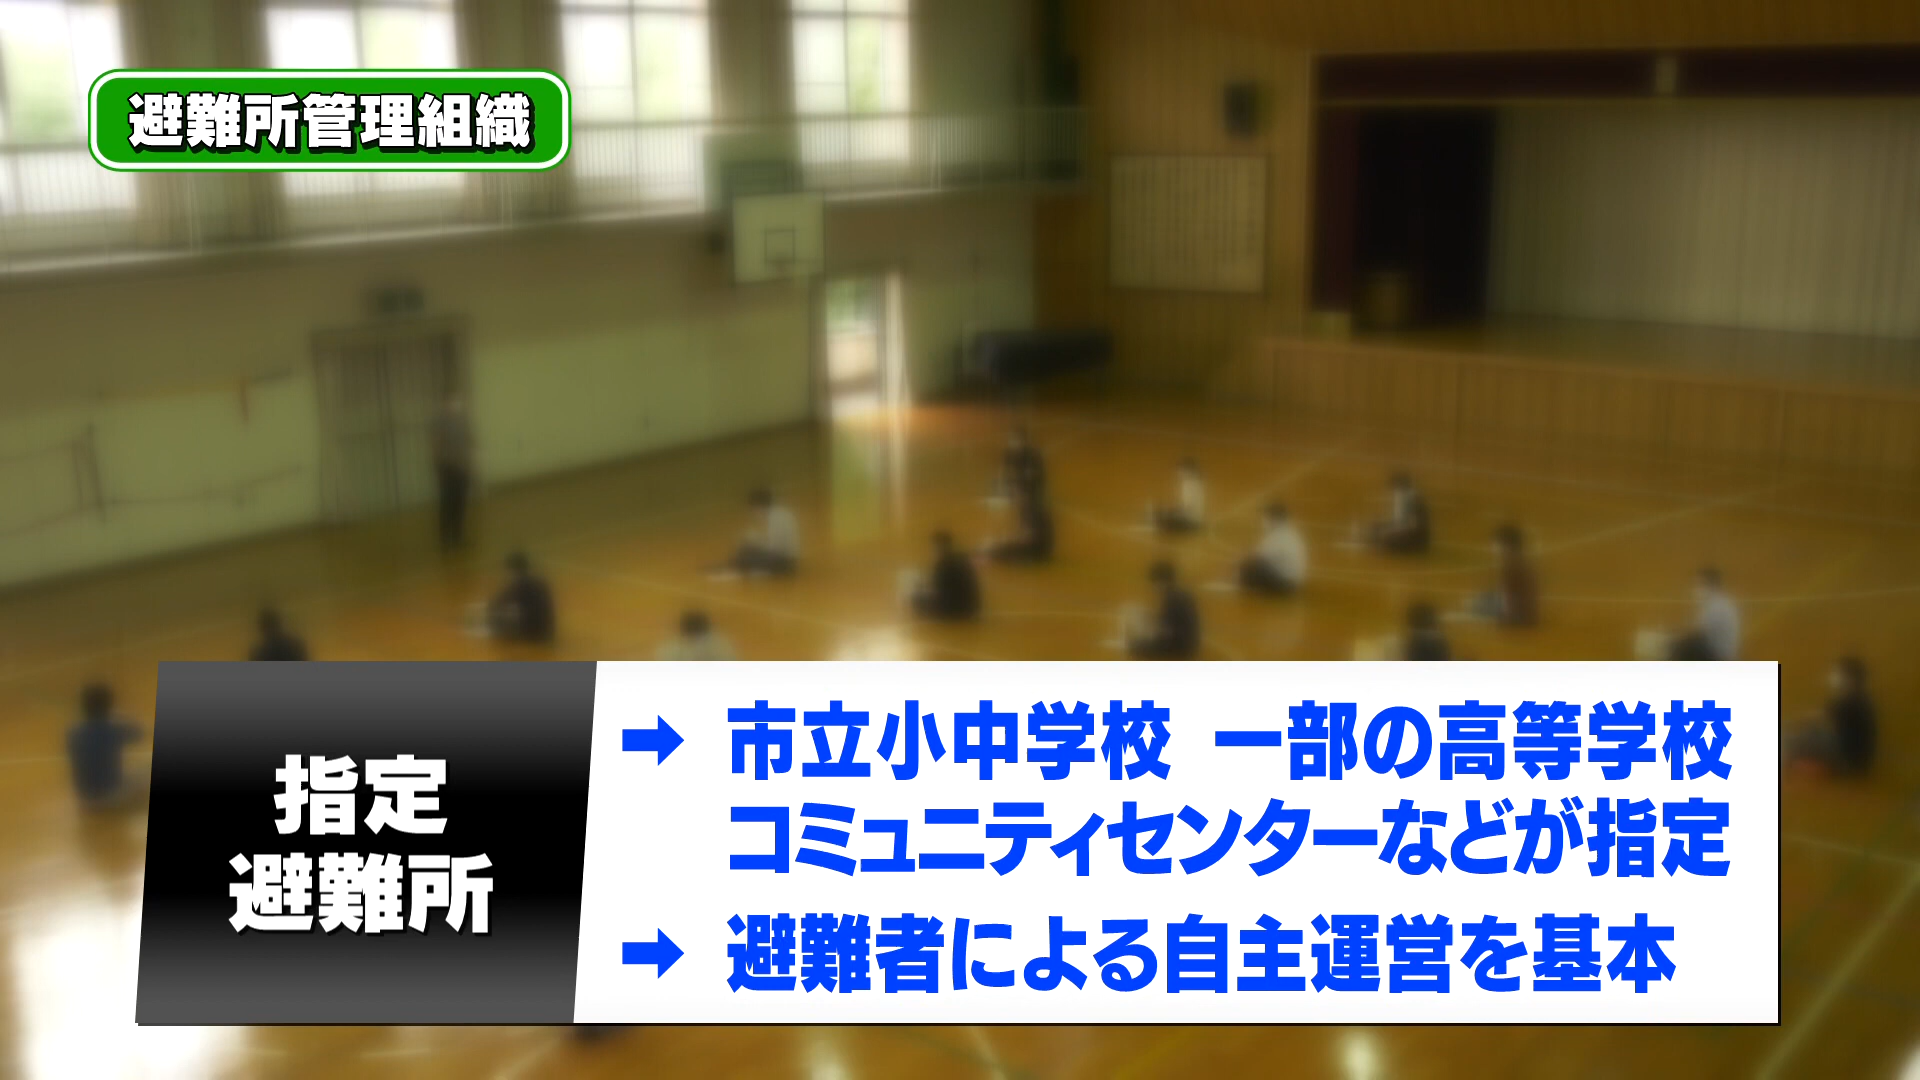 避難所管理組織
指定
避難所
➡ 市立小中学校 一部の高等学校
コミュニティセンターなどが指定
➡ 避難者による自主運営を基本